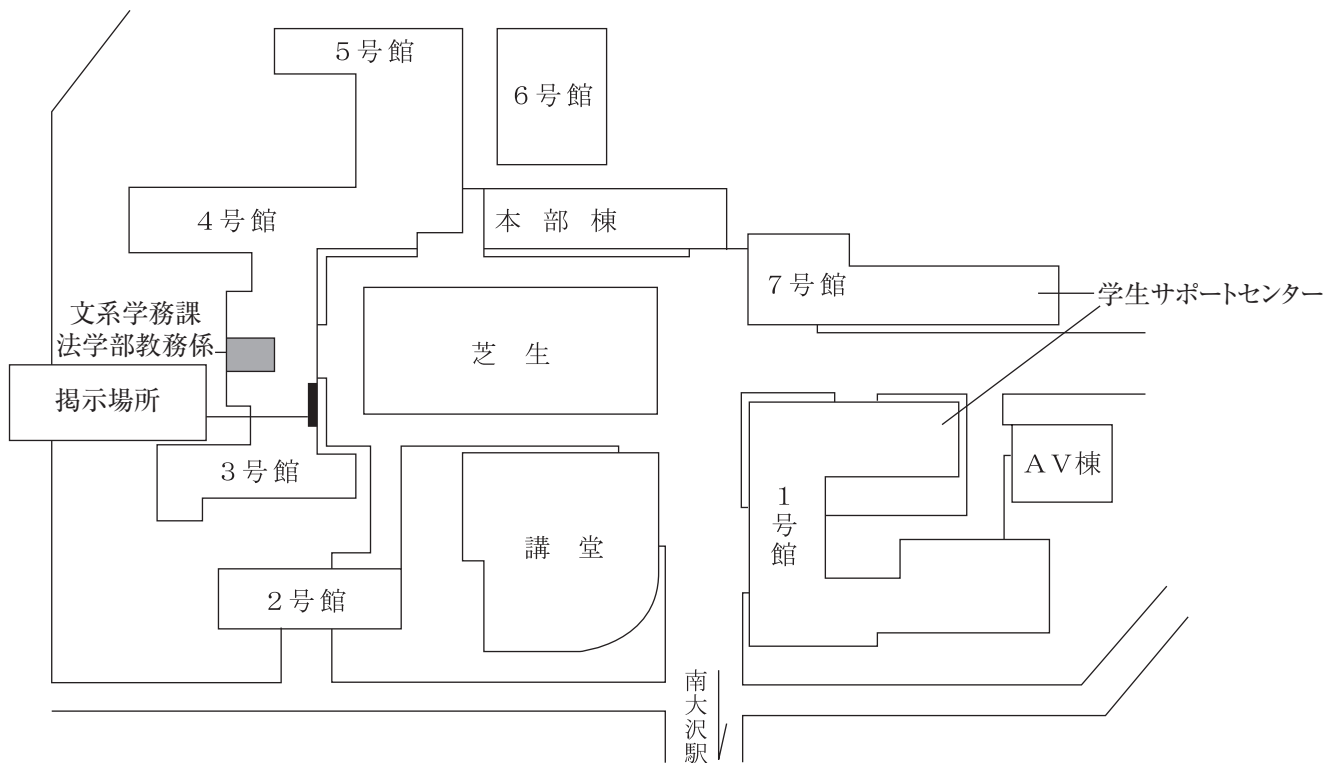 ５号館
６号館
４号館
本部棟
７号館
学生サポートセンター
文系学務課
法学部教務係
芝生
掲示場所
３号館
ＡＶ棟
１号館
講堂
２号館
南大沢駅